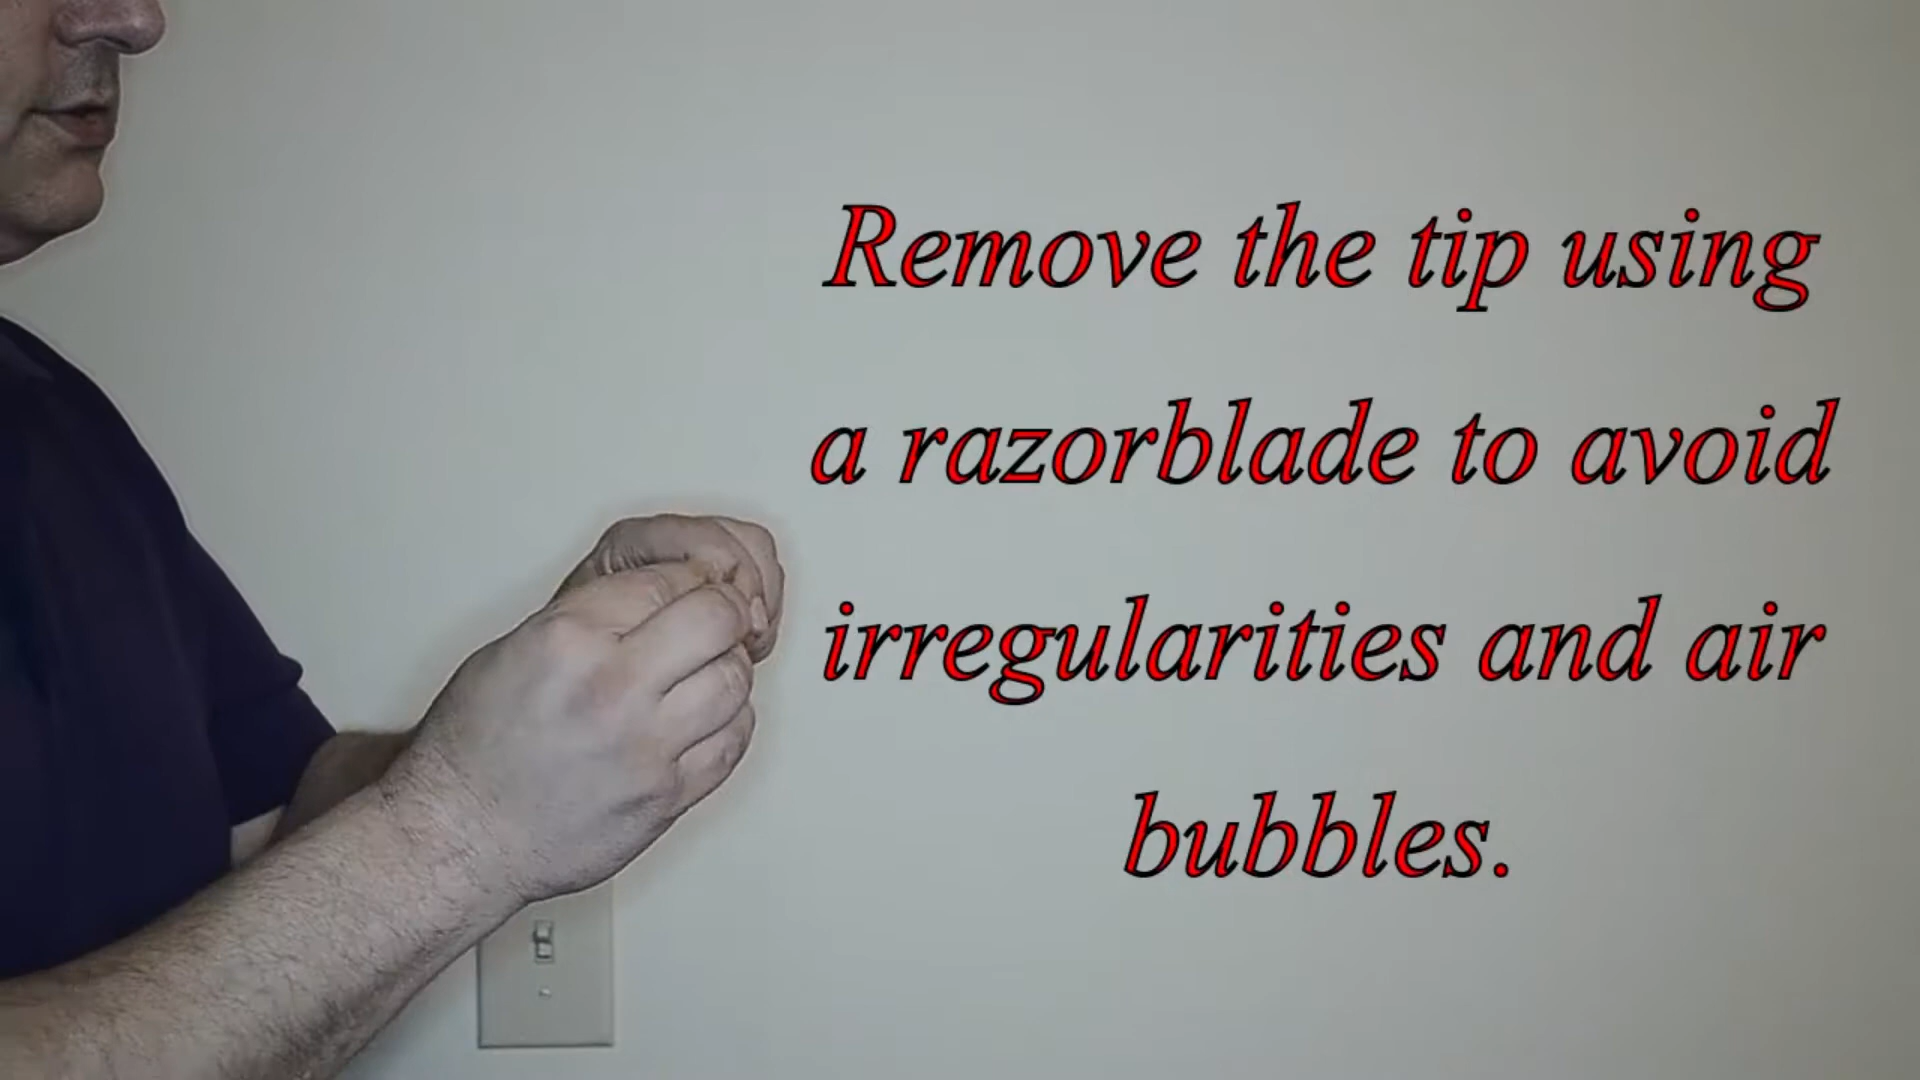 Remove the tip using
a razorblade to avoid
irregularities and air
bubbles.